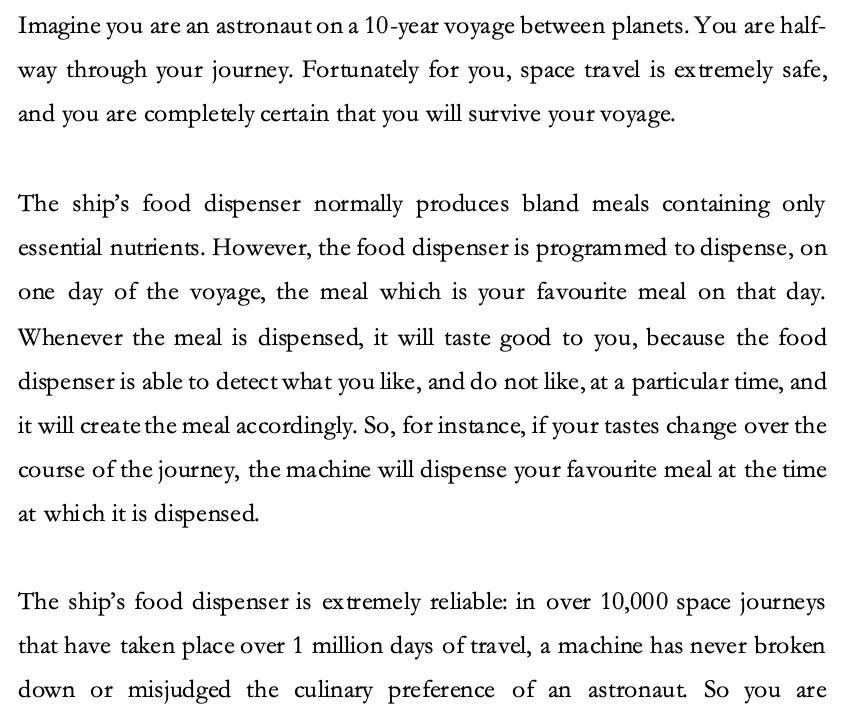 Imagine you are an astronaut on a 10-year voyage between planets. You are half-
way through your journey. Fortunately for you, space travel is extremely safe,
and you are completely certain that you will survive your voyage.
The ship’s food dispenser normally produces bland meals containing only
essential nutrients. However, the food dispenser is programmed to dispense, on
one day of the voyage, the meal which is your favourite meal on that day.
Whenever the meal is dispensed, it will taste good to you, because the food
dispenser is able to detect what you like, and do not like, at a particular time, and
it will create the meal accordingly. So, for instance, if your tastes change over the
course of the journey, the machine will dispense your favourite meal at the time
at which it is dispensed.
The ship’s food dispenser is extremely reliable: in over 10,000 space journeys
that have taken place over 1 million days of travel, a machine has never broken
down or misjudged the culinary preference of an astronaut. So you are